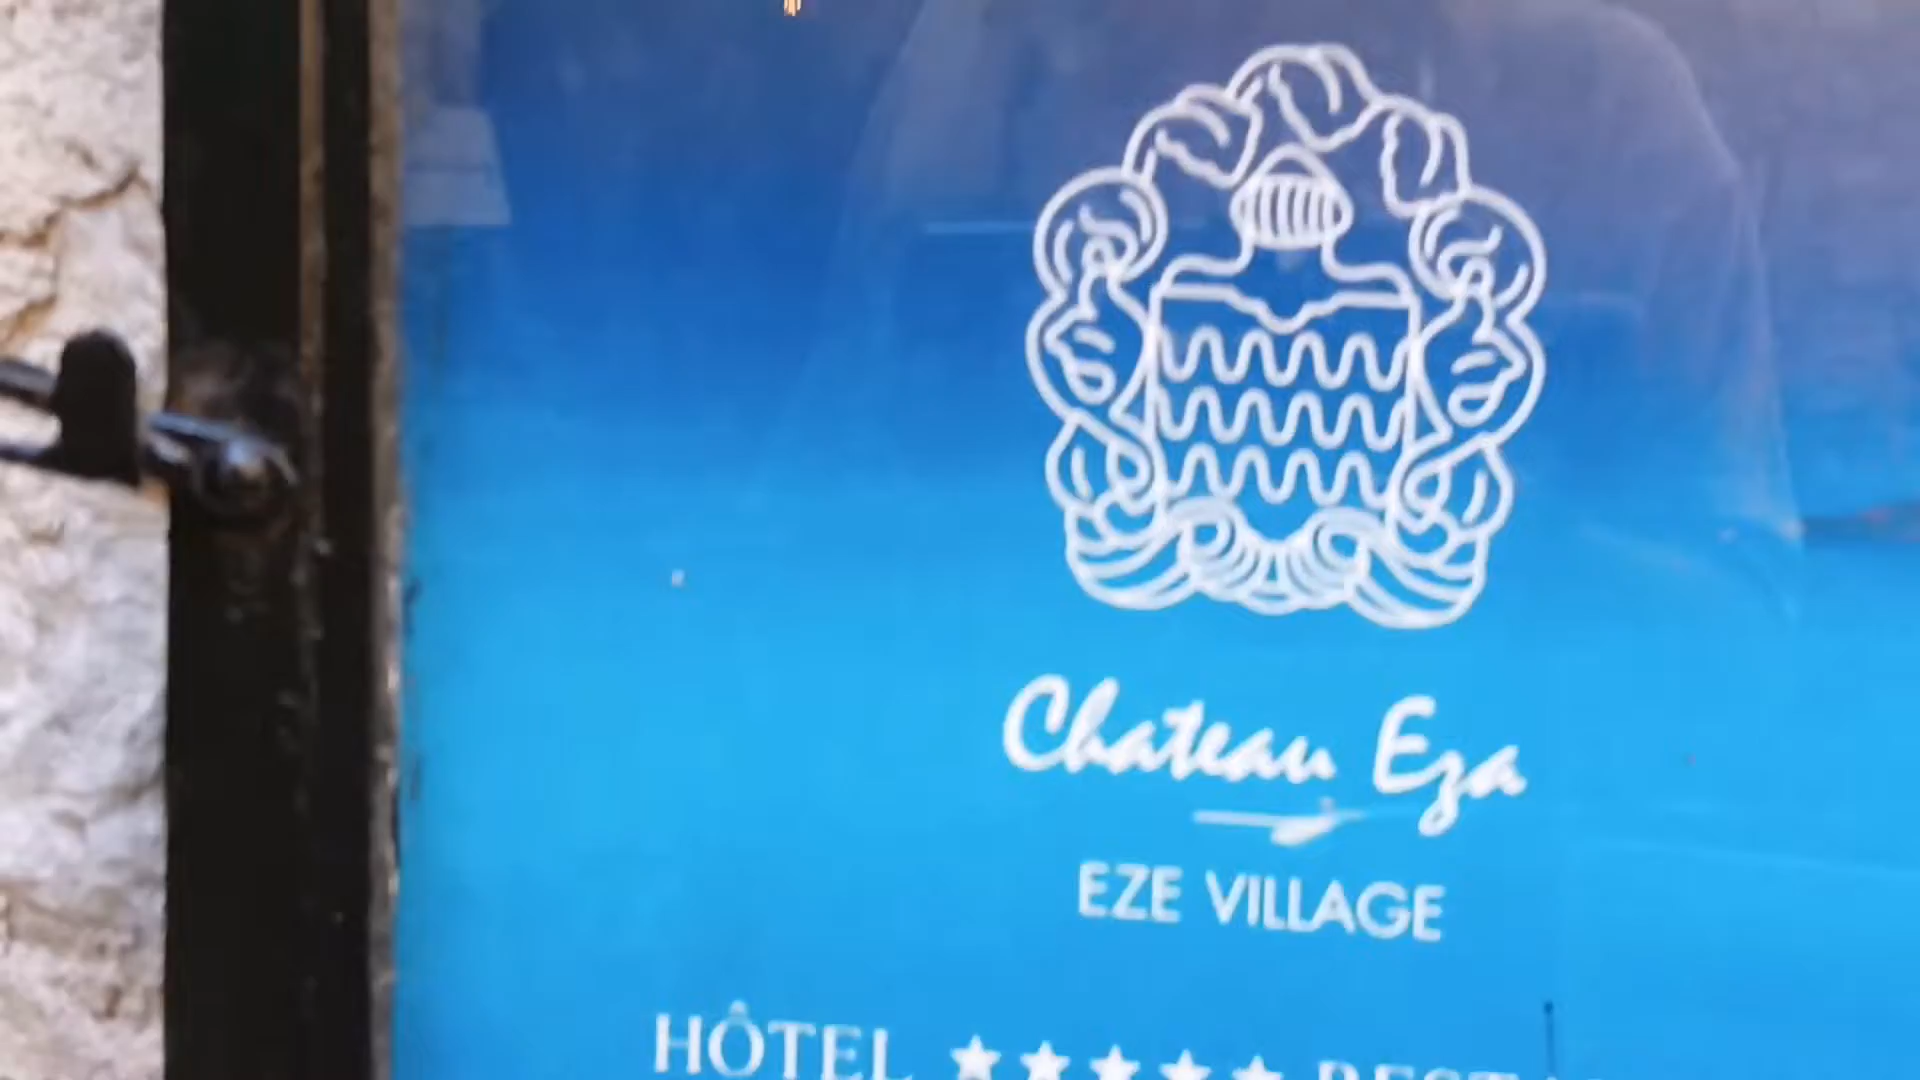 Chateau Eza
EZE VILLAGE
HÔTEL ★★★★★